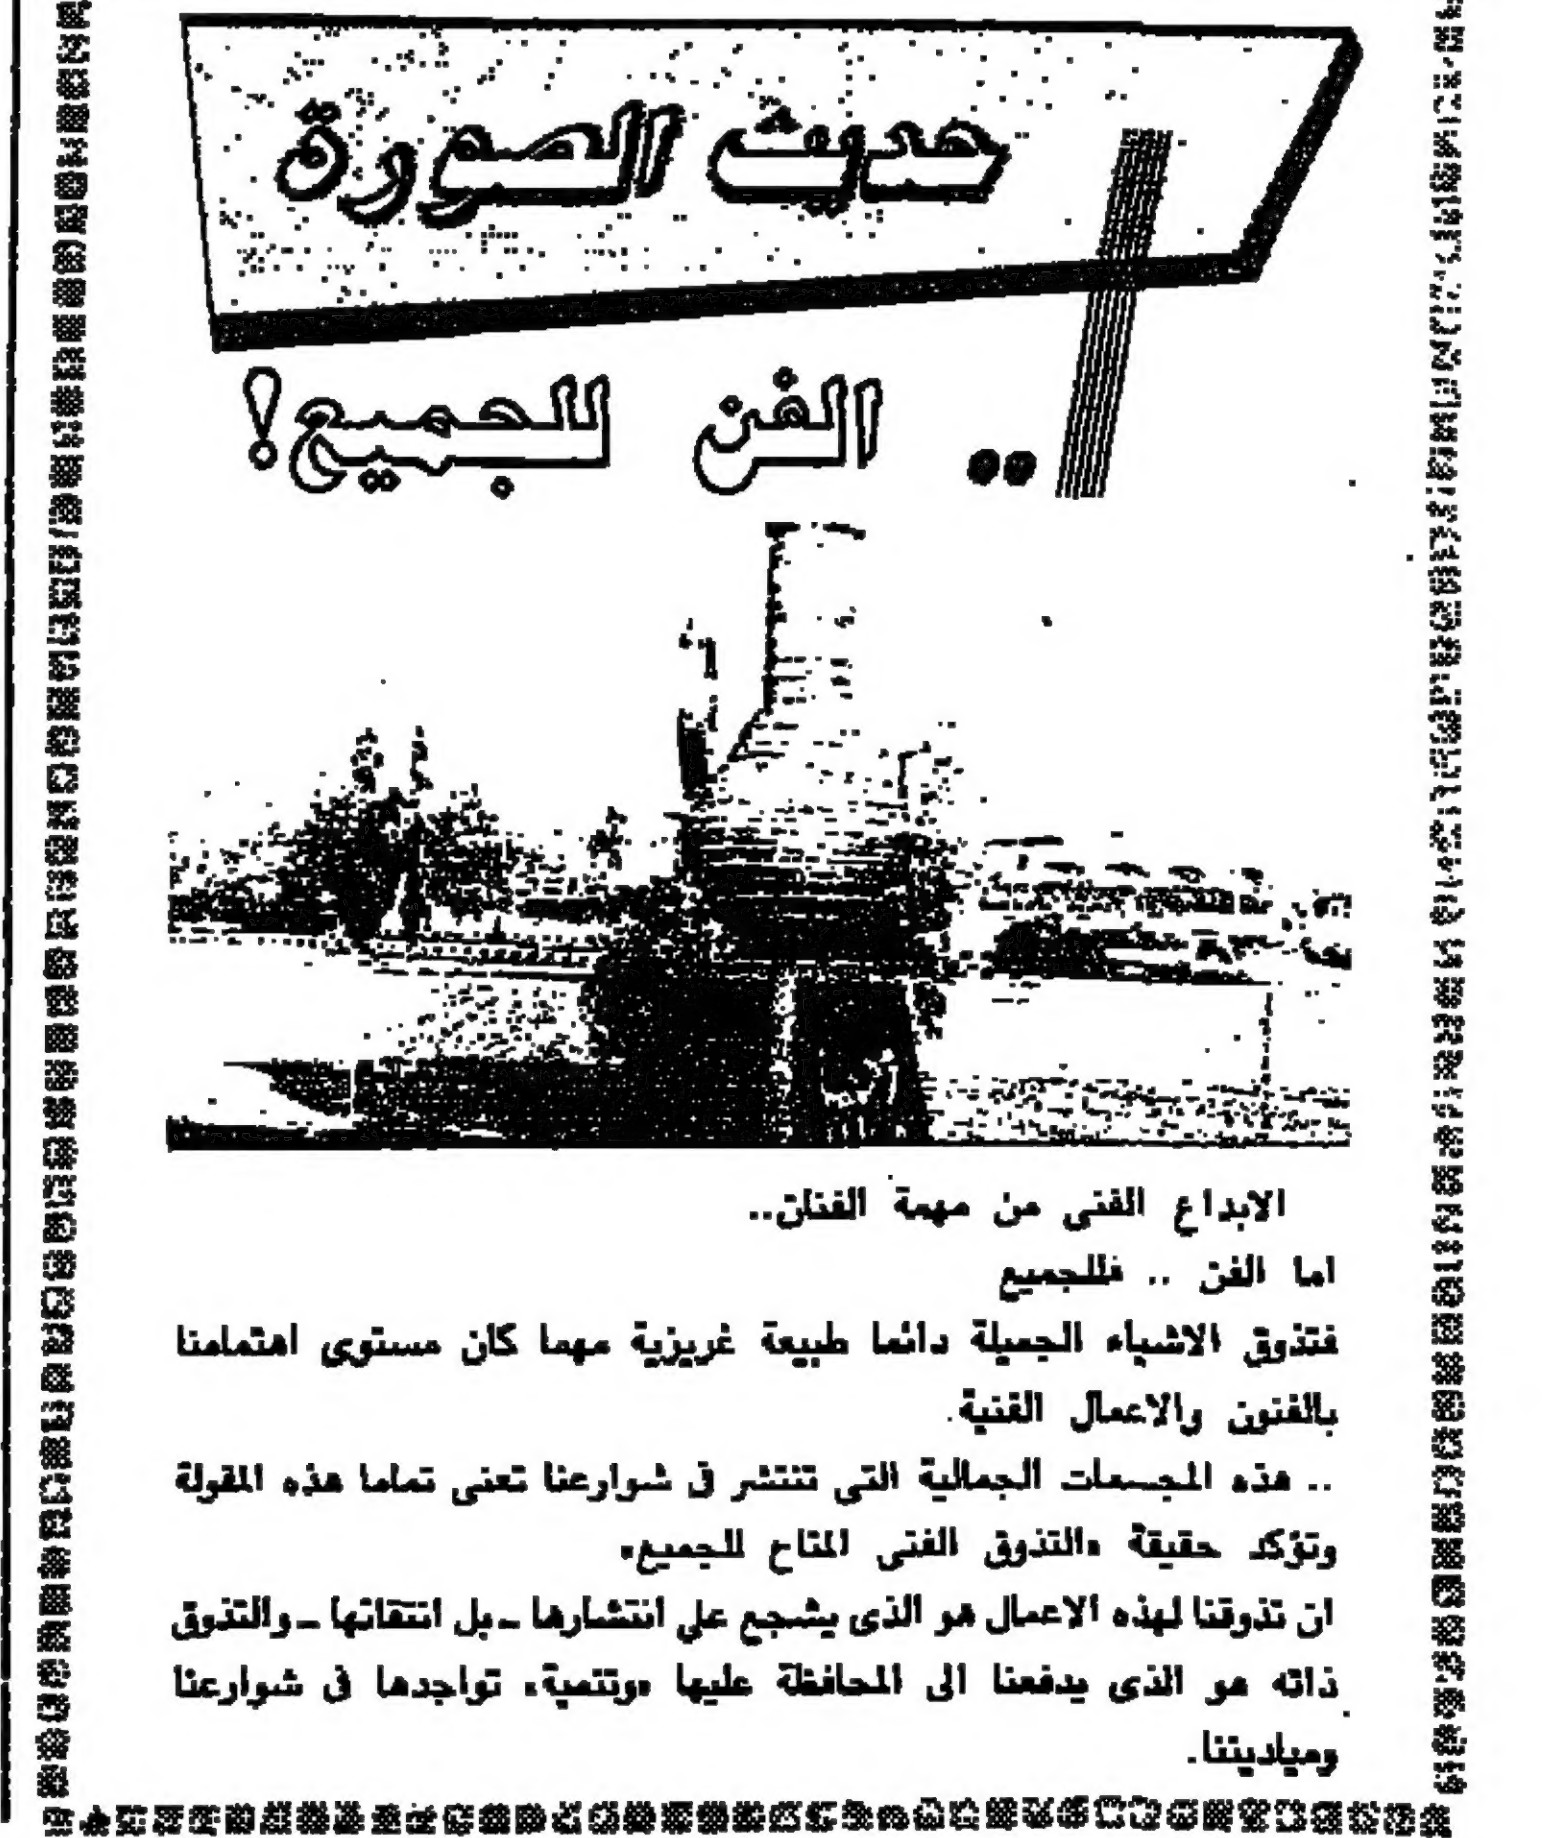 حديث الصورة
.. الفن للجميع!
الابداع الفنى من مهمة الفنان..
اما الفن .. فللجميع
فتذوق الاشياء الجميلة دائما طبيعة غريزية مهما كان مستوى اهتمامنا
بالفنون والاعمال الفنية.
.. هذه المجسمات الجمالية التى تنتشر فى شوارعنا تعنى تماما هذه المقولة
وتؤكد حقيقة «التذوق الفنى المتاح للجميع»
ان تذوقنا لهذه الاعمال هو الذى يشجع على انتشارها ـ بل انتقائها ـ والتذوق
ذاته هو الذى يدفعنا الى المحافظة عليها «وتنمية» تواجدها فى شوارعنا
وميادیننا.